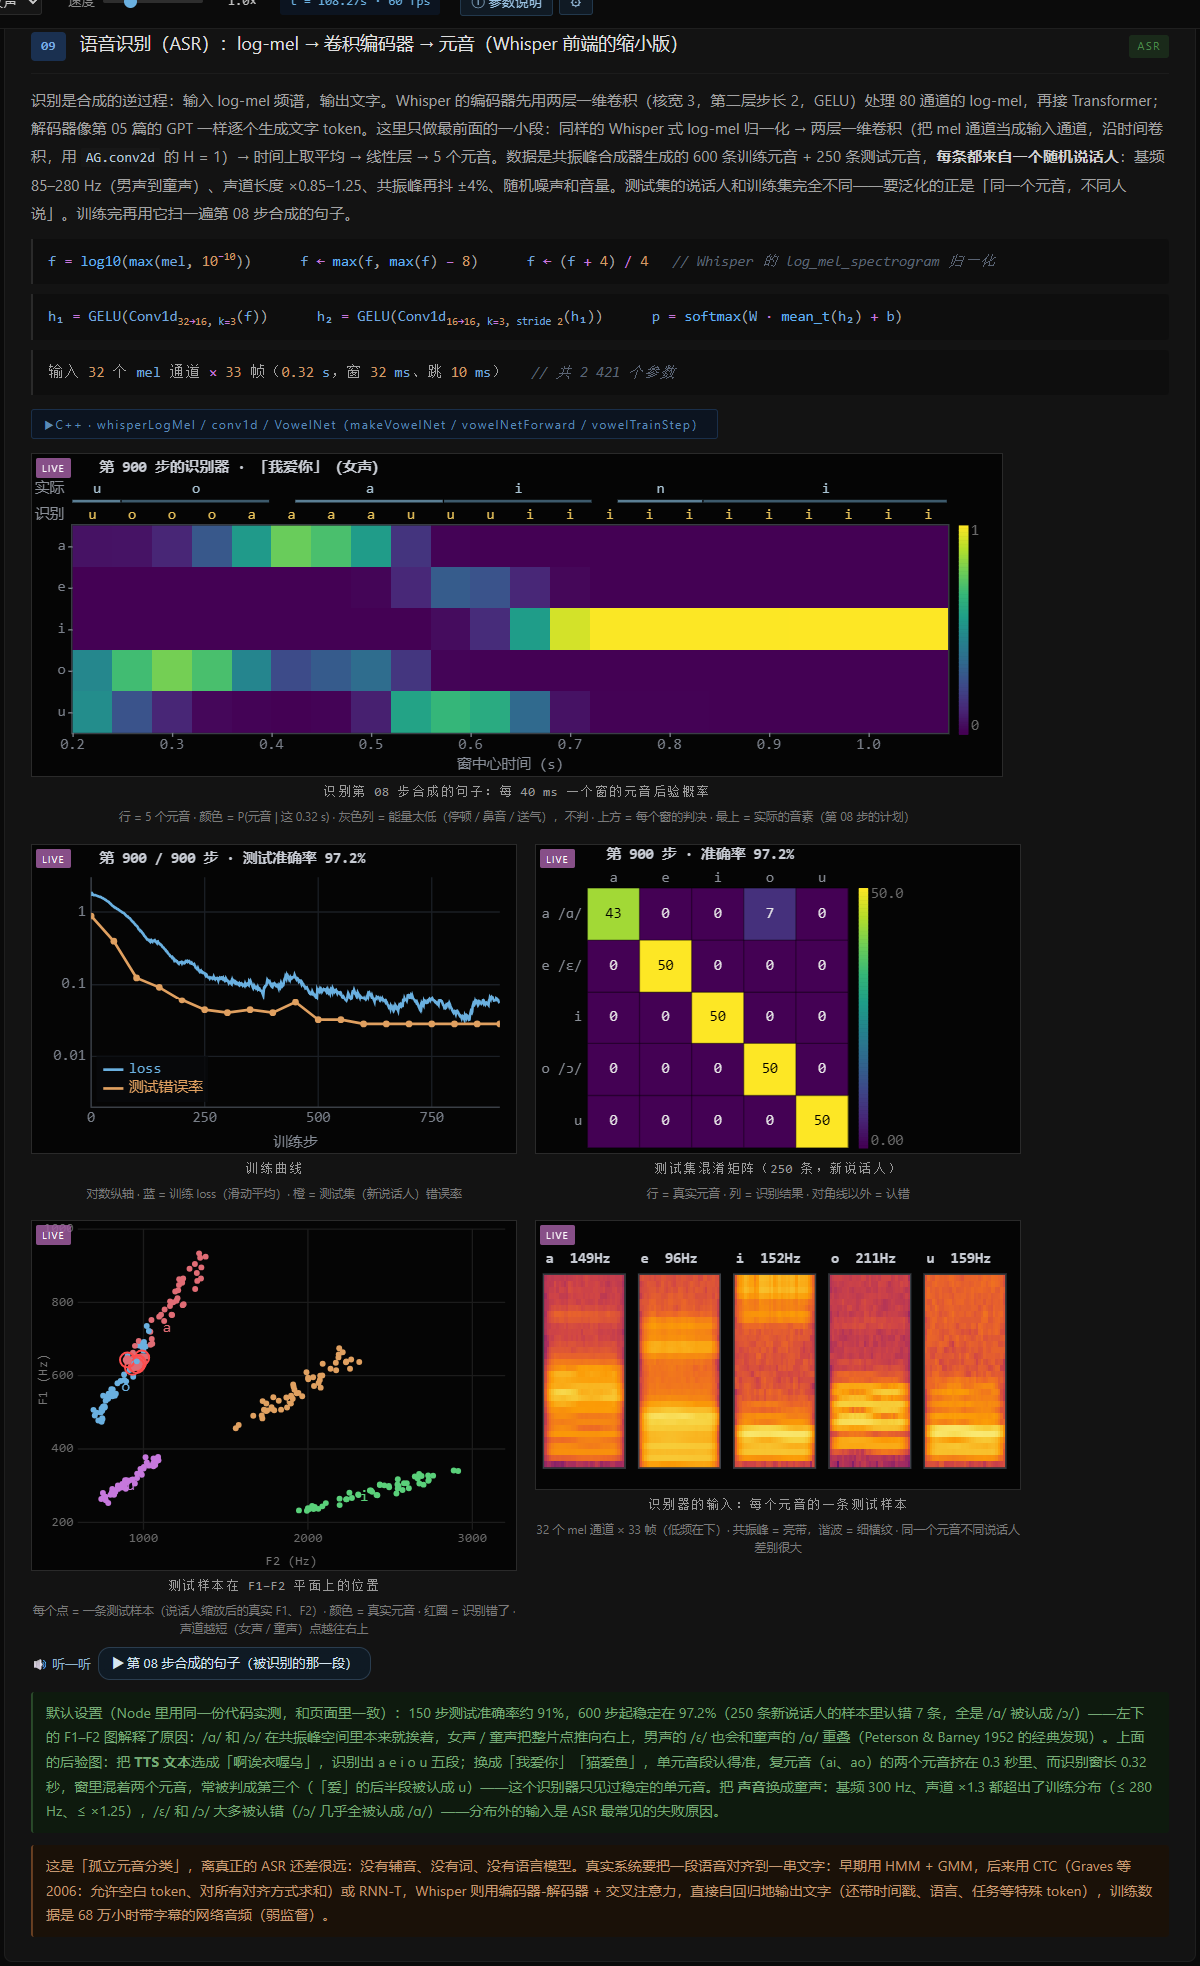 速度 1.0x t = 108.27s · 60 fps ⓘ 参数说明 ⚙
09 语音识别（ASR）：log-mel → 卷积编码器 → 元音（Whisper 前端的缩小版） ASR
识别是合成的逆过程：输入 log-mel 频谱，输出文字。Whisper 的编码器先用两层一维卷积（核宽 3，第二层步长 2，GELU）处理 80 通道的 log-mel，再接 Transformer；
解码器像第 05 篇的 GPT 一样逐个生成文字 token。这里只做最前面的一小段：同样的 Whisper 式 log-mel 归一化 → 两层一维卷积（把 mel 通道当成输入通道，沿时间卷
积，用 AG.conv2d 的 H = 1）→ 时间上取平均 → 线性层 → 5 个元音。数据是共振峰合成器生成的 600 条训练元音 + 250 条测试元音，每条都来自一个随机说话人：基频
85–280 Hz（男声到童声）、声道长度 ×0.85–1.25、共振峰再抖 ±4%、随机噪声和音量。测试集的说话人和训练集完全不同——要泛化的正是「同一个元音，不同人
说」。训练完再用它扫一遍第 08 步合成的句子。
f = log10(max(mel, 10⁻¹⁰)) f ← max(f, max(f) − 8) f ← (f + 4) / 4 // Whisper 的 log_mel_spectrogram 归一化
h₁ = GELU(Conv1d32→16, k=3(f)) h₂ = GELU(Conv1d16→16, k=3, stride 2(h₁)) p = softmax(W · mean_t(h₂) + b)
输入 32 个 mel 通道 × 33 帧（0.32 s，窗 32 ms、跳 10 ms） // 共 2 421 个参数
▶C++ · whisperLogMel / conv1d / VowelNet（makeVowelNet / vowelNetForward / vowelTrainStep）
LIVE 第 900 步的识别器 · 「我爱你」（女声）
实际 u o a i n i
识别 u o o o a a a a u u u i i i i i i i i i i i
a
e
i
o
u
1
0
0.2 0.3 0.4 0.5 0.6 0.7 0.8 0.9 1.0
窗中心时间 (s)
识别第 08 步合成的句子：每 40 ms 一个窗的元音后验概率
行 = 5 个元音 · 颜色 = P(元音 | 这 0.32 s) · 灰色列 = 能量太低（停顿 / 鼻音 / 送气），不判 · 上方 = 每个窗的判决 · 最上 = 实际的音素（第 08 步的计划）
LIVE 第 900 / 900 步 · 测试准确率 97.2%
1
0.1
0.01
loss
测试错误率
0 250 500 750
训练步
训练曲线
对数纵轴 · 蓝 = 训练 loss（滑动平均）· 橙 = 测试集（新说话人）错误率
LIVE 第 900 步 · 准确率 97.2%
a e i o u
a /ɑ/ 43 0 0 7 0
e /ɛ/ 0 50 0 0 0
i 0 0 50 0 0
o /ɔ/ 0 0 0 50 0
u 0 0 0 0 50
50.0
0.00
测试集混淆矩阵（250 条，新说话人）
行 = 真实元音 · 列 = 识别结果 · 对角线以外 = 认错
LIVE
1000
800
600
400
200
F1 (Hz)
a
o
i
1000 2000 3000
F2 (Hz)
测试样本在 F1–F2 平面上的位置
每个点 = 一条测试样本（说话人缩放后的真实 F1、F2）· 颜色 = 真实元音 · 红圈 = 识别错了 ·
声道越短（女声 / 童声）点越往右上
LIVE
a 149Hz e 96Hz i 152Hz o 211Hz u 159Hz
识别器的输入：每个元音的一条测试样本
32 个 mel 通道 × 33 帧（低频在下）· 共振峰 = 亮带，谐波 = 细横纹 · 同一个元音不同说话人
差别很大
🔊 听一听 ▶ 第 08 步合成的句子（被识别的那一段）
默认设置（Node 里用同一份代码实测，和页面里一致）：150 步测试准确率约 91%，600 步起稳定在 97.2%（250 条新说话人的样本里认错 7 条，全是 /ɑ/ 被认成 /ɔ/）——左下
的 F1–F2 图解释了原因：/ɑ/ 和 /ɔ/ 在共振峰空间里本来就挨着，女声 / 童声把整片点推向右上，男声的 /ɛ/ 也会和童声的 /ɑ/ 重叠（Peterson & Barney 1952 的经典发现）。上面
的后验图：把 TTS 文本选成「啊诶衣喔乌」，识别出 a e i o u 五段；换成「我爱你」「猫爱鱼」，单元音段认得准，复元音（ai、ao）的两个元音挤在 0.3 秒里、而识别窗长 0.32
秒，窗里混着两个元音，常被判成第三个（「爱」的后半段被认成 u）——这个识别器只见过稳定的单元音。把 声音换成童声：基频 300 Hz、声道 ×1.3 都超出了训练分布（≤ 280
Hz、≤ ×1.25），/ɛ/ 和 /ɔ/ 大多被认错（/ɔ/ 几乎全被认成 /ɑ/）——分布外的输入是 ASR 最常见的失败原因。
这是「孤立元音分类」，离真正的 ASR 还差很远：没有辅音、没有词、没有语言模型。真实系统要把一段语音对齐到一串文字：早期用 HMM + GMM，后来用 CTC（Graves 等
2006：允许空白 token、对所有对齐方式求和）或 RNN-T，Whisper 则用编码器-解码器 + 交叉注意力，直接自回归地输出文字（还带时间戳、语言、任务等特殊 token），训练数
据是 68 万小时带字幕的网络音频（弱监督）。